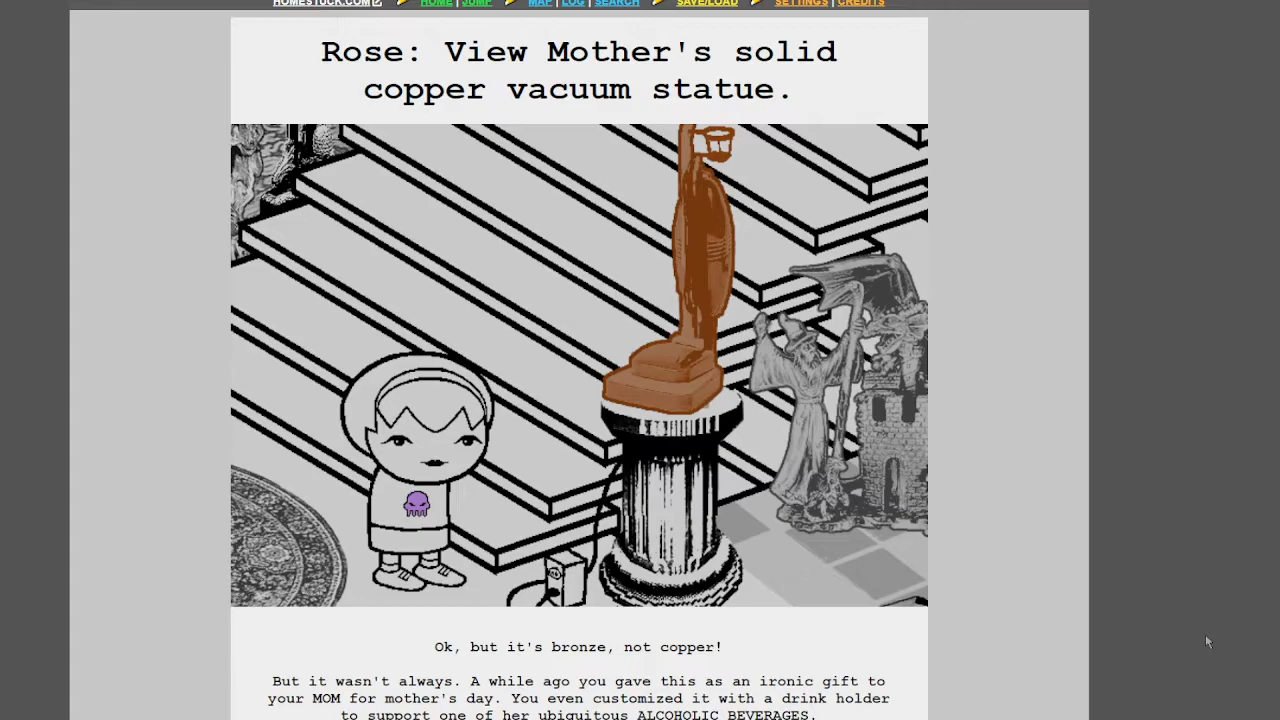 HOMESTUCK.COM HOME | JUMP MAP | LOG | SEARCH SAVE/LOAD SETTINGS | CREDITS
Rose: View Mother's solid
copper vacuum statue.
Ok, but it's bronze, not copper!
But it wasn't always. A while ago you gave this as an ironic gift to
your MOM for mother's day. You even customized it with a drink holder
to support one of her ubiquitous ALCOHOLIC BEVERAGES.